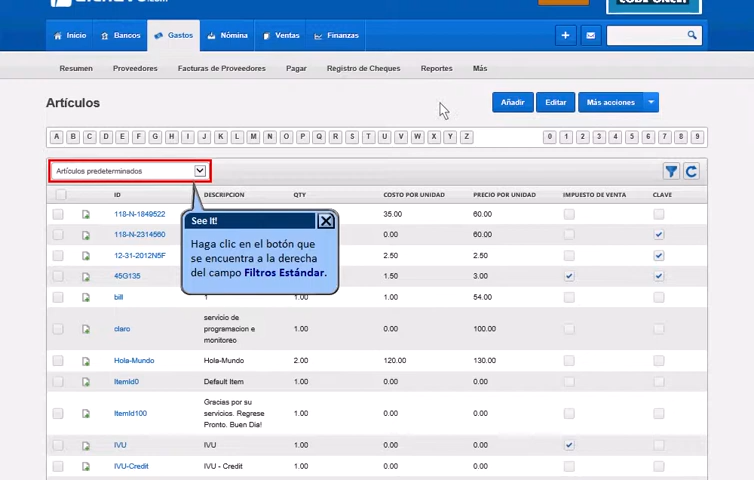 Inicio Bancos Gastos Nómina Ventas Finanzas
Resumen Proveedores Facturas de Proveedores Pagar Registro de Cheques Reportes Más
Artículos Añadir Editar Más acciones
A B C D E F G H I J K L M N O P Q R S T U V W X Y Z 0 1 2 3 4 5 6 7 8 9
Artículos predeterminados
ID DESCRIPCION QTY COSTO POR UNIDAD PRECIO POR UNIDAD IMPUESTO DE VENTA CLAVE
118-N-1849522 35.00 60.00
118-N-2314560 0.00 60.00
12-31-2012N5F 2.50 2.50
45G135 1.50 3.00
See It!
Haga clic en el botón que
se encuentra a la derecha
del campo Filtros Estándar.
bill 1 1.00 1.00 54.00
claro servicio de programacion e monitoreo 1.00 0.00 100.00
Hola-Mundo Hola-Mundo 2.00 120.00 130.00
ItemId0 Default Item 1.00 0.00 0.00
ItemId100 Gracias por su servicios. Regrese Pronto. Buen Dia! 1.00 0.00 0.00
IVU IVU 1.00 0.00 0.00
IVU-Credit IVU - Credit 1.00 0.00 0.00